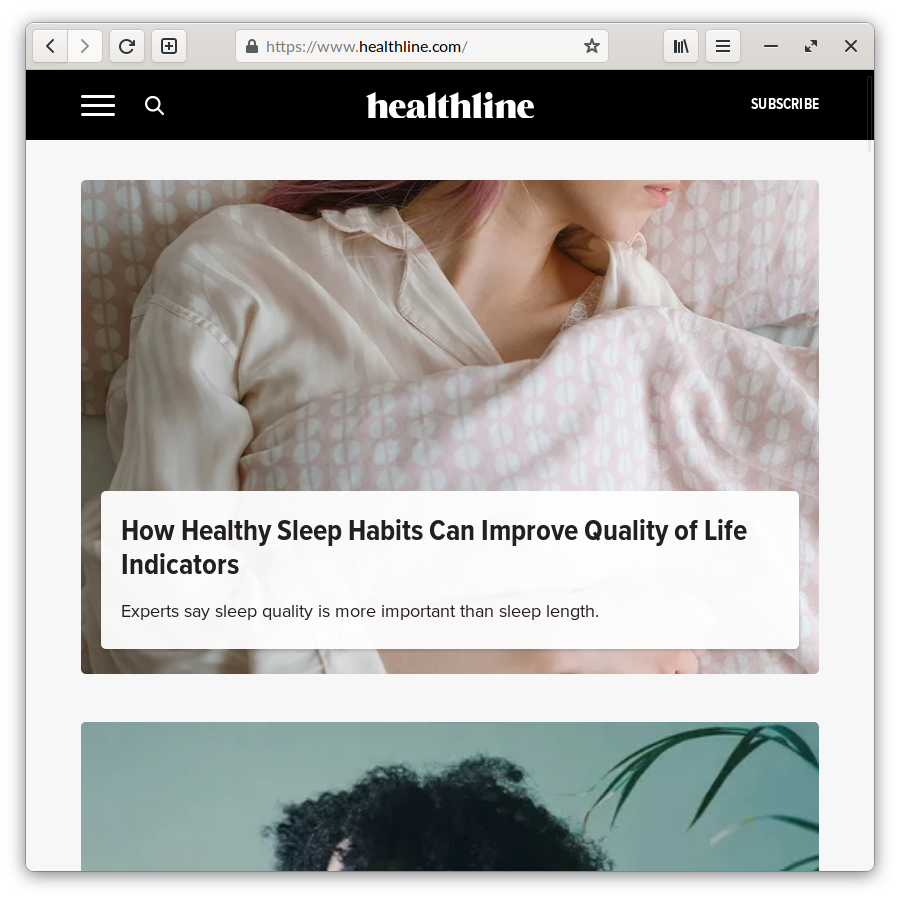 https://www.healthline.com/
healthline
SUBSCRIBE
How Healthy Sleep Habits Can Improve Quality of Life
Indicators
Experts say sleep quality is more important than sleep length.